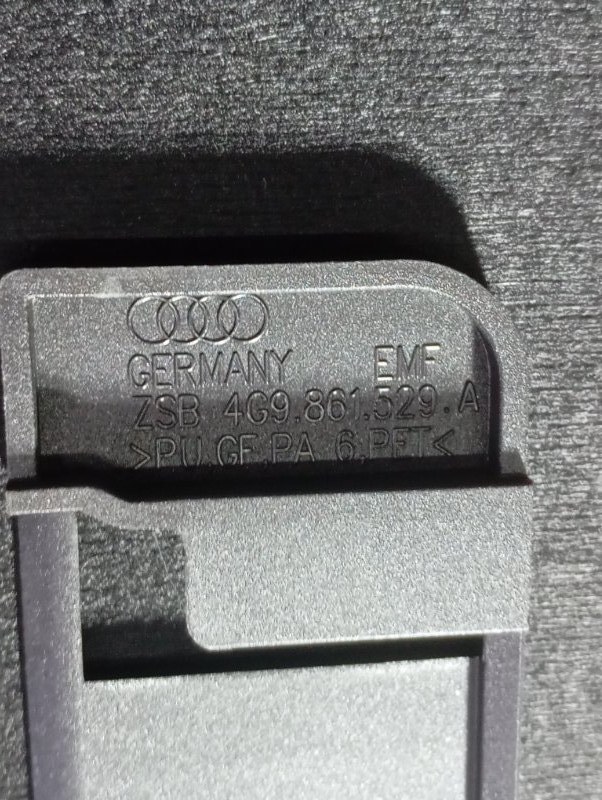 GERMANY EMF
ZSB 4G9.861.529.A
>PU,GF,PA 6,PET<